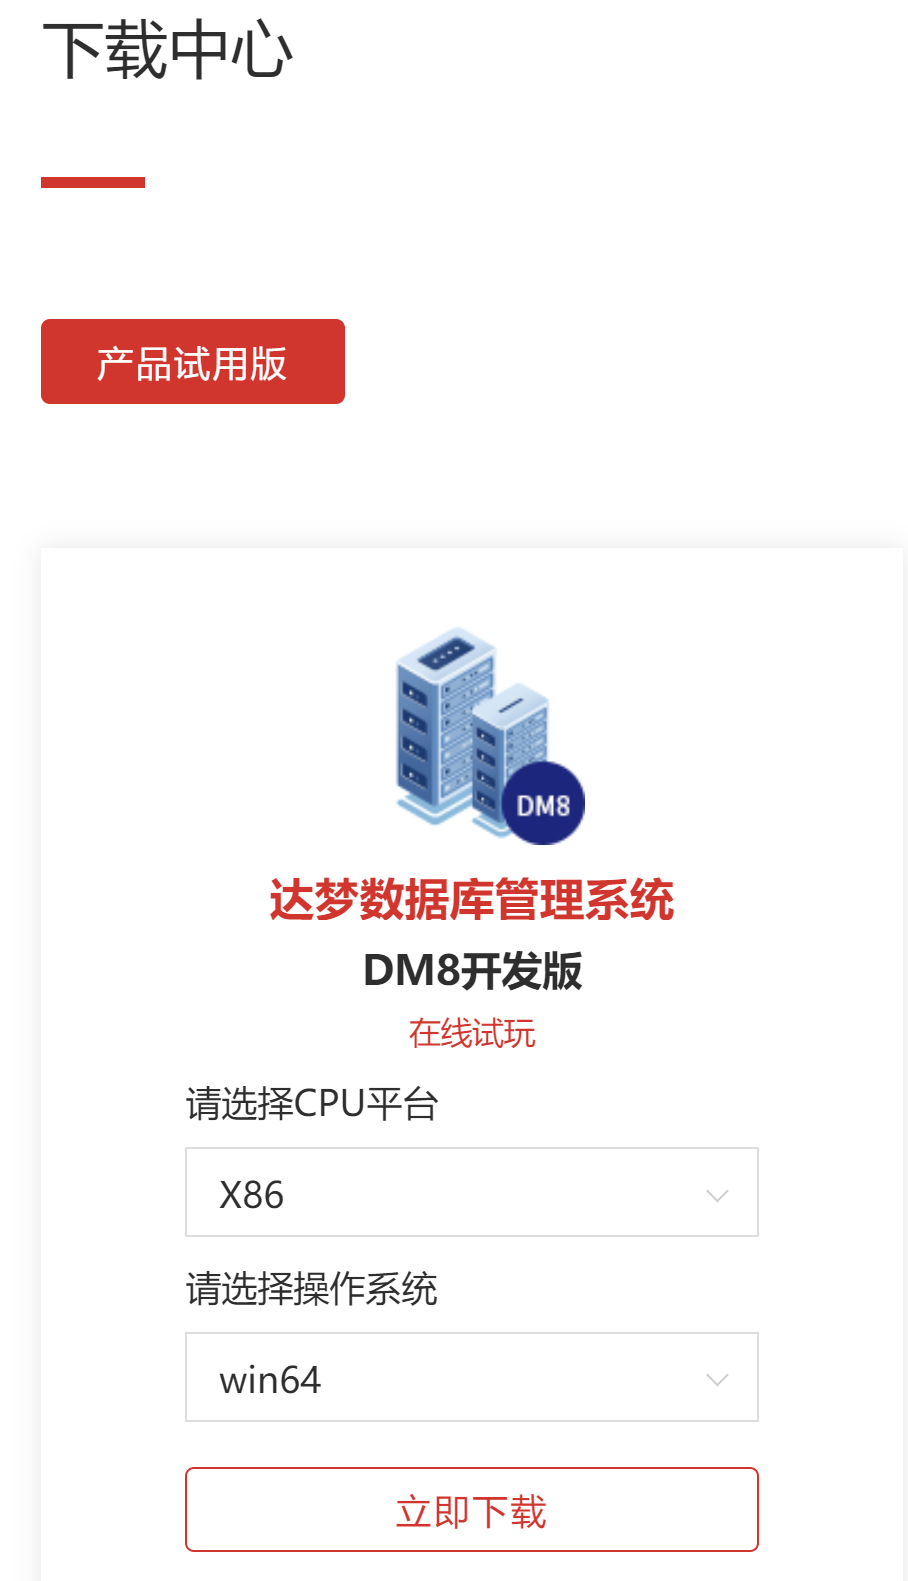 下载中心
产品试用版
DM8
达梦数据库管理系统
DM8开发版
在线试玩
请选择CPU平台
X86
请选择操作系统
win64
立即下载